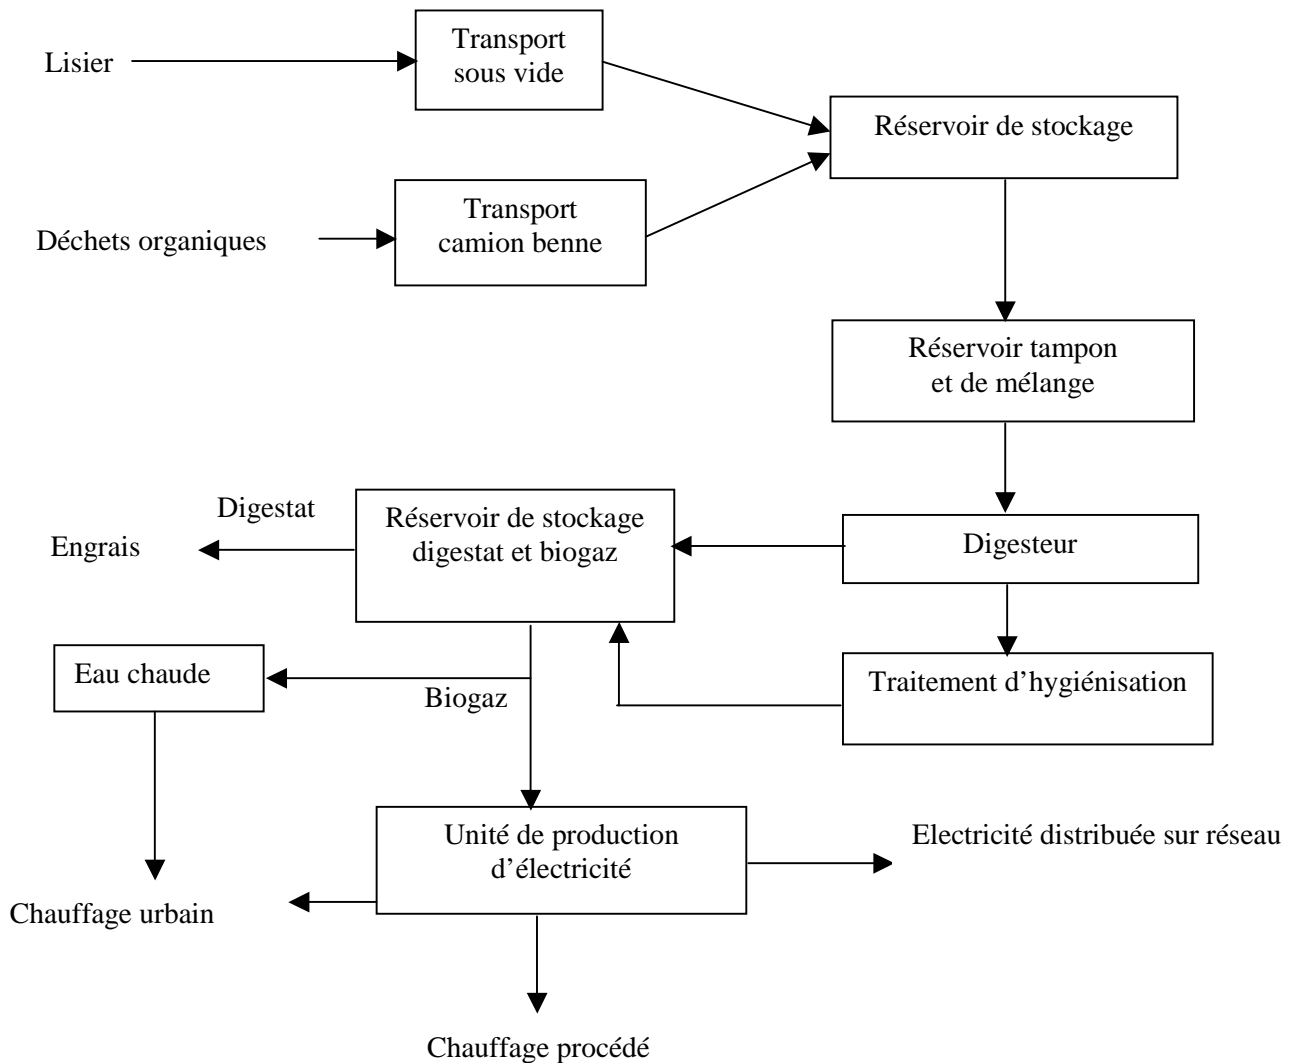 Lisier
Transport
sous vide
Réservoir de stockage
Déchets organiques
Transport
camion benne
Réservoir tampon
et de mélange
Digestat
Engrais
Réservoir de stockage
digestat et biogaz
Digesteur
Eau chaude
Biogaz
Traitement d’hygiénisation
Unité de production
d’électricité
Electricité distribuée sur réseau
Chauffage urbain
Chauffage procédé